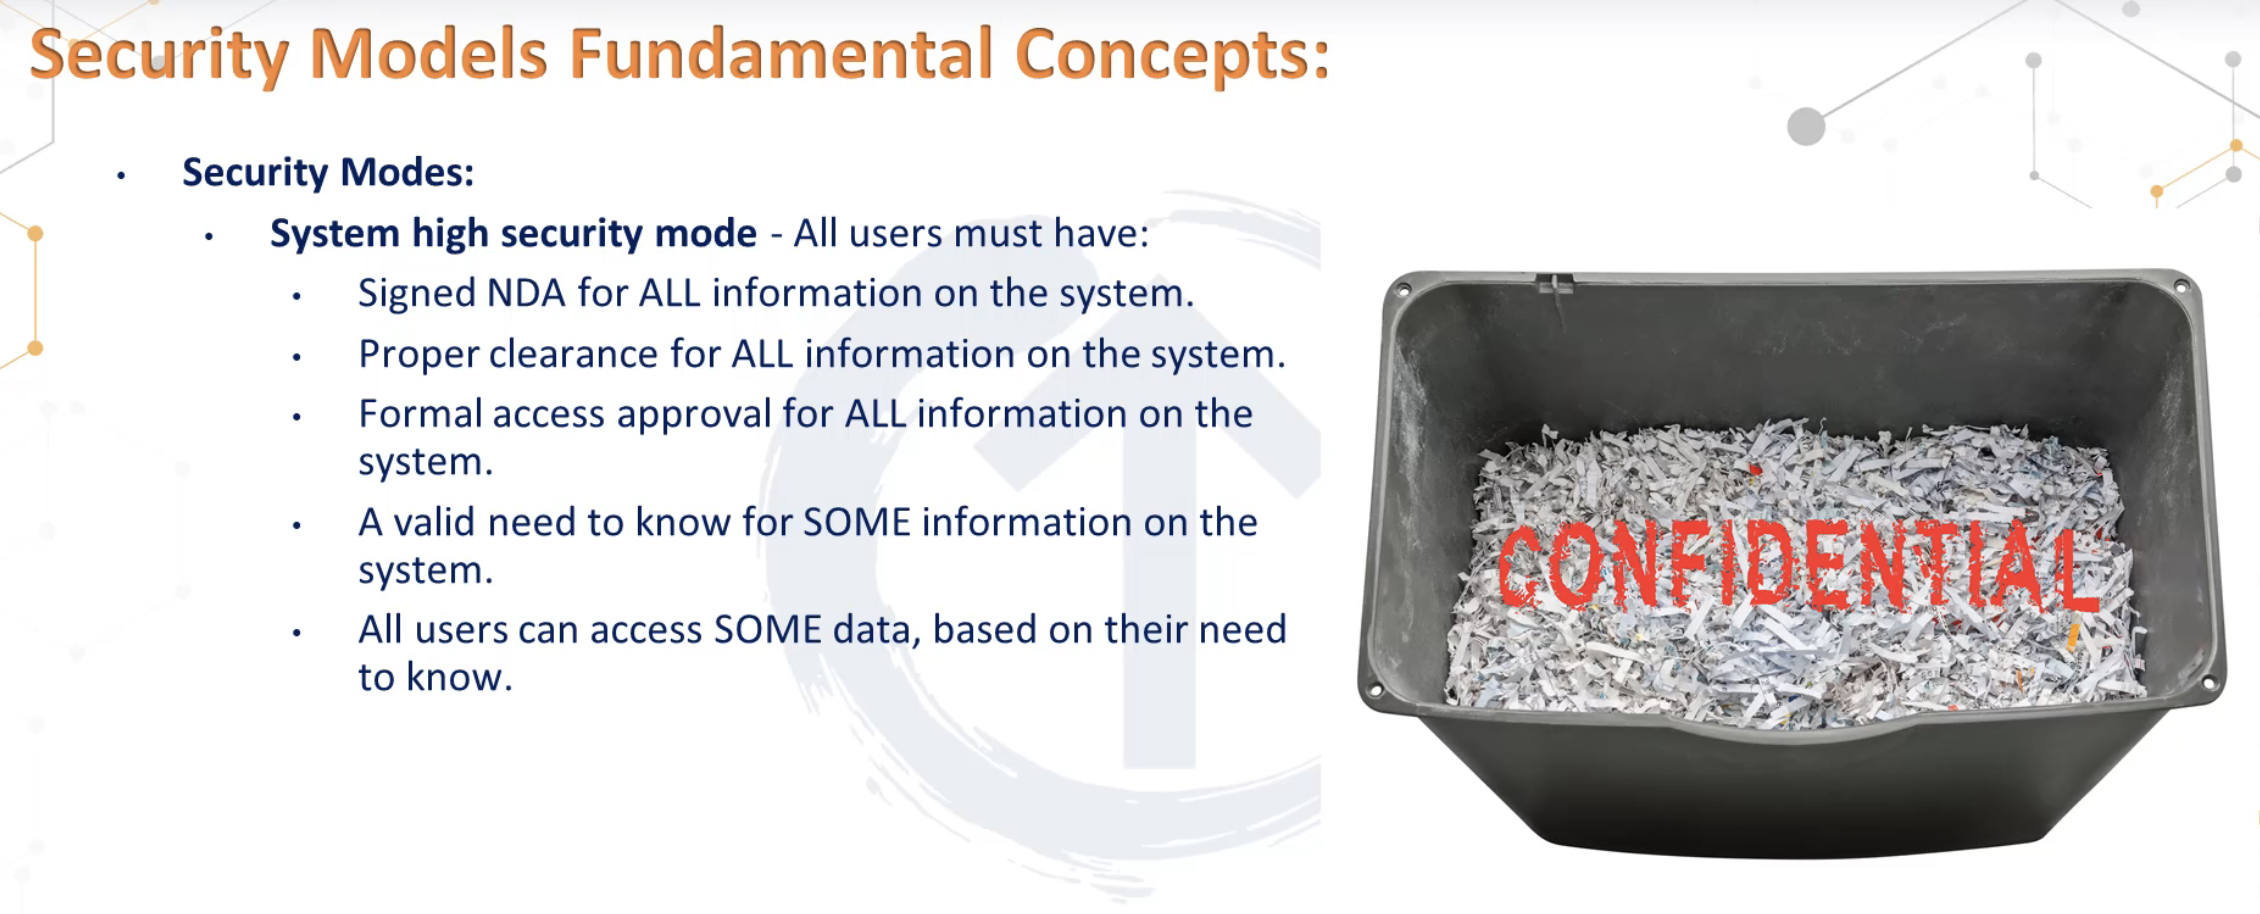 Security Models Fundamental Concepts:
• Security Modes:
• System high security mode - All users must have:
• Signed NDA for ALL information on the system.
• Proper clearance for ALL information on the system.
• Formal access approval for ALL information on the
system.
• A valid need to know for SOME information on the
system.
• All users can access SOME data, based on their need
to know.
CONFIDENTIAL